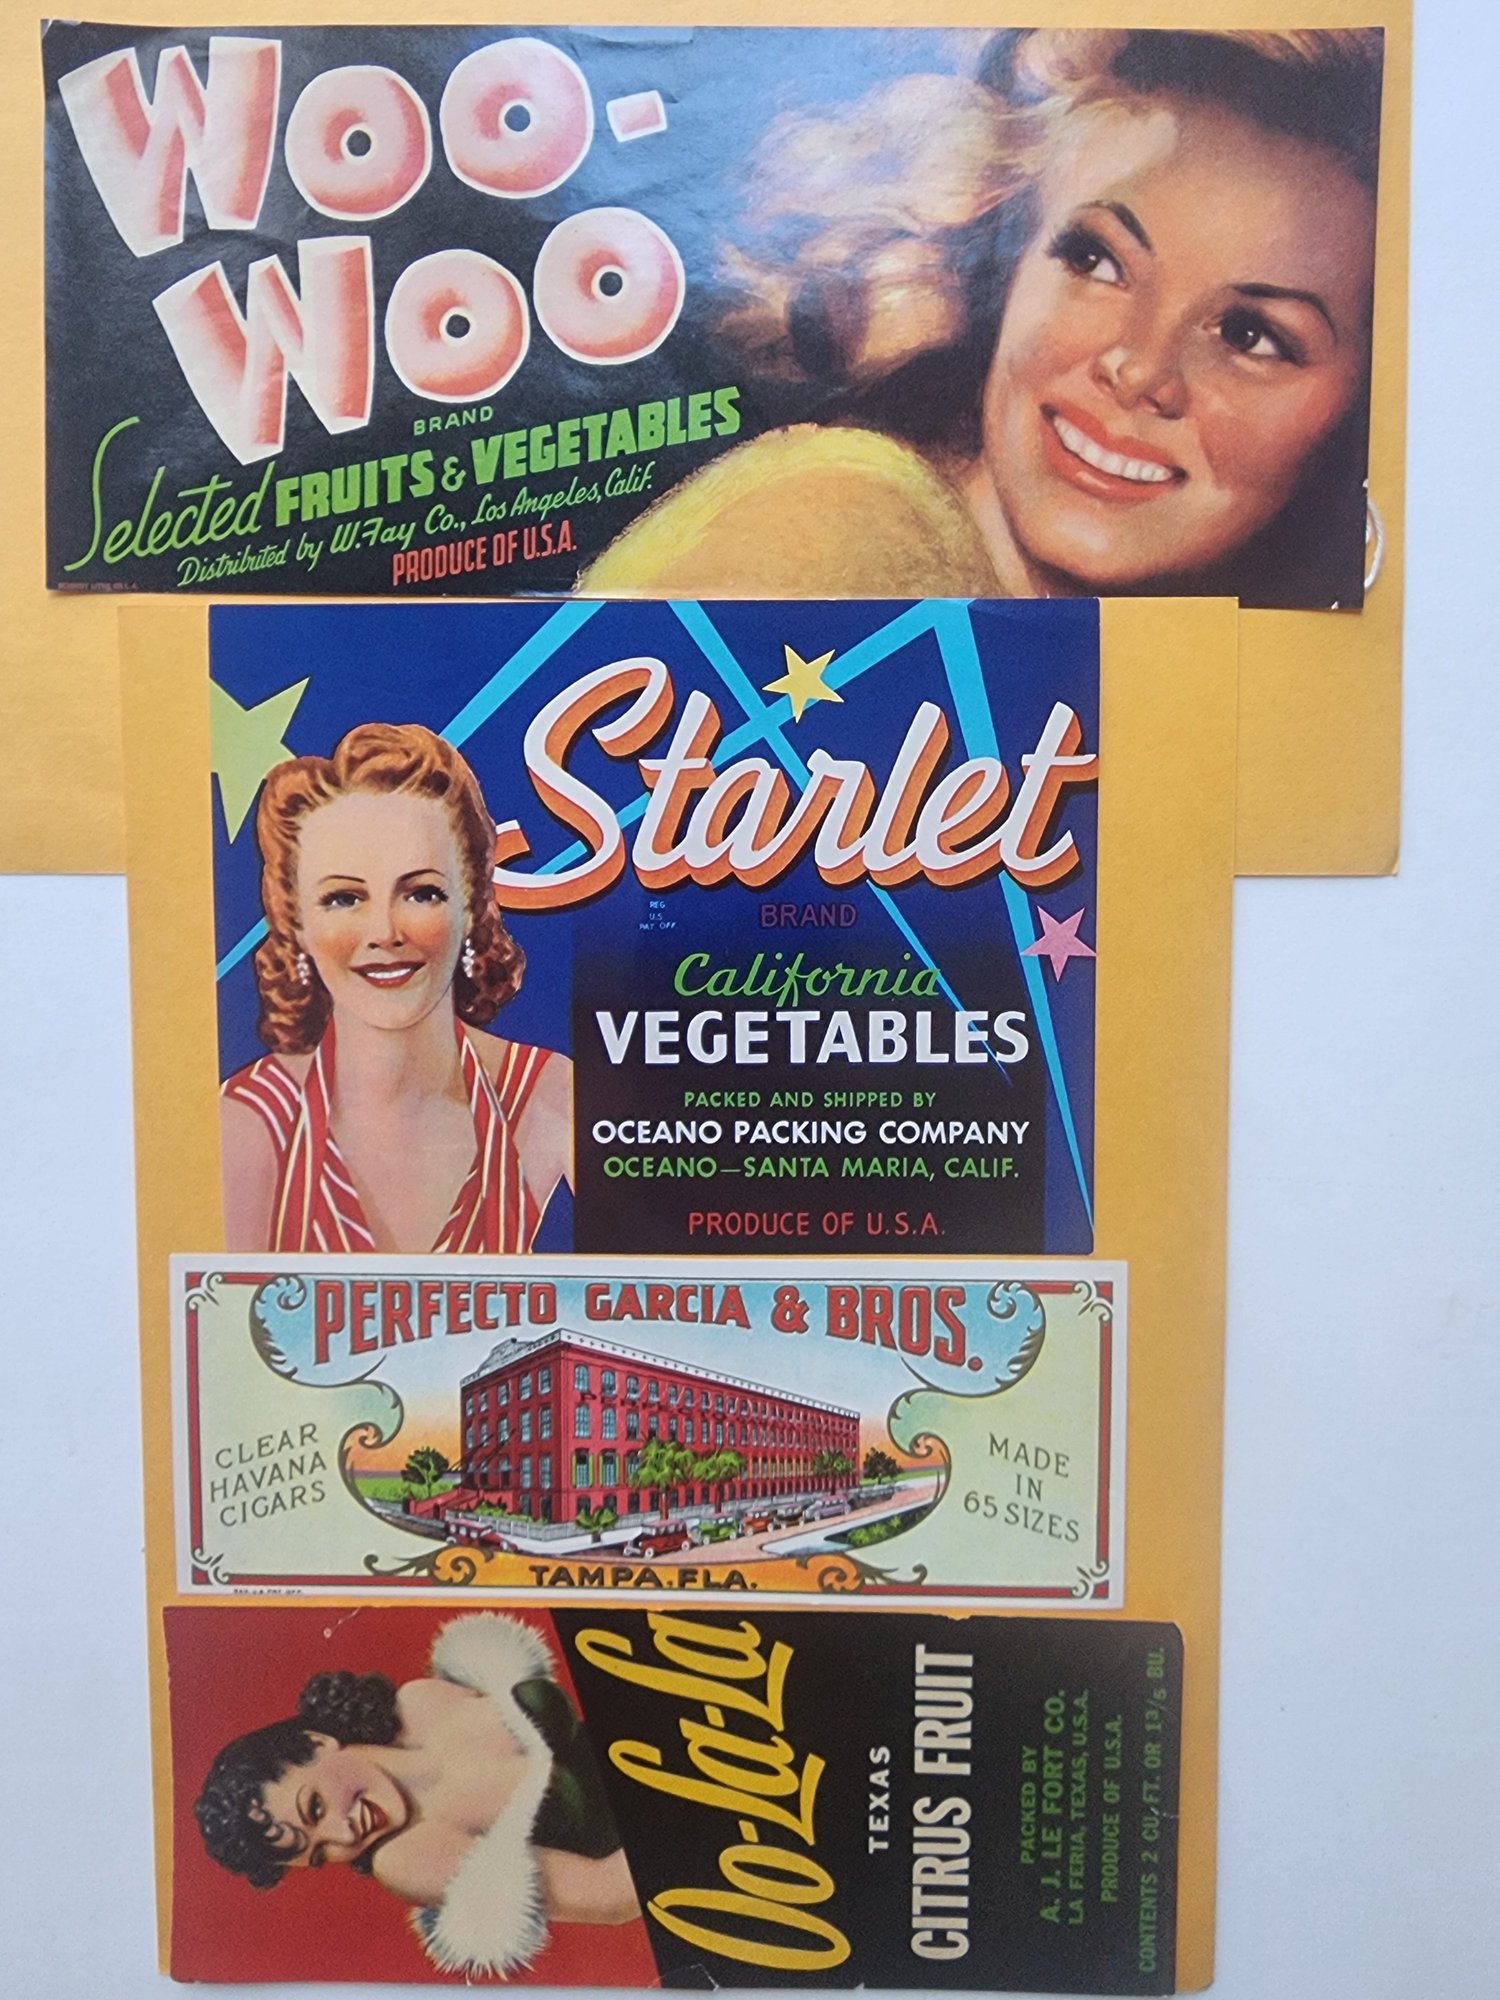 WOO-
WOO
BRAND
Selected FRUITS & VEGETABLES
Distributed by W. Fay Co., Los Angeles, Calif.
PRODUCE OF U.S.A.
Starlet
REG.
U.S.
PAT. OFF.
BRAND
California
VEGETABLES
PACKED AND SHIPPED BY
OCEANO PACKING COMPANY
OCEANO—SANTA MARIA, CALIF.
PRODUCE OF U.S.A.
PERFECTO GARCIA & BROS.
CLEAR
HAVANA
CIGARS
MADE
IN
65 SIZES
TAMPA. FLA.
Oo-La-La
TEXAS
CITRUS FRUIT
PACKED BY
A. J. LE FORT CO.
LA FERIA, TEXAS, U.S.A.
PRODUCE OF U.S.A.
CONTENTS 2 CU. FT. OR 1 3/5 BU.